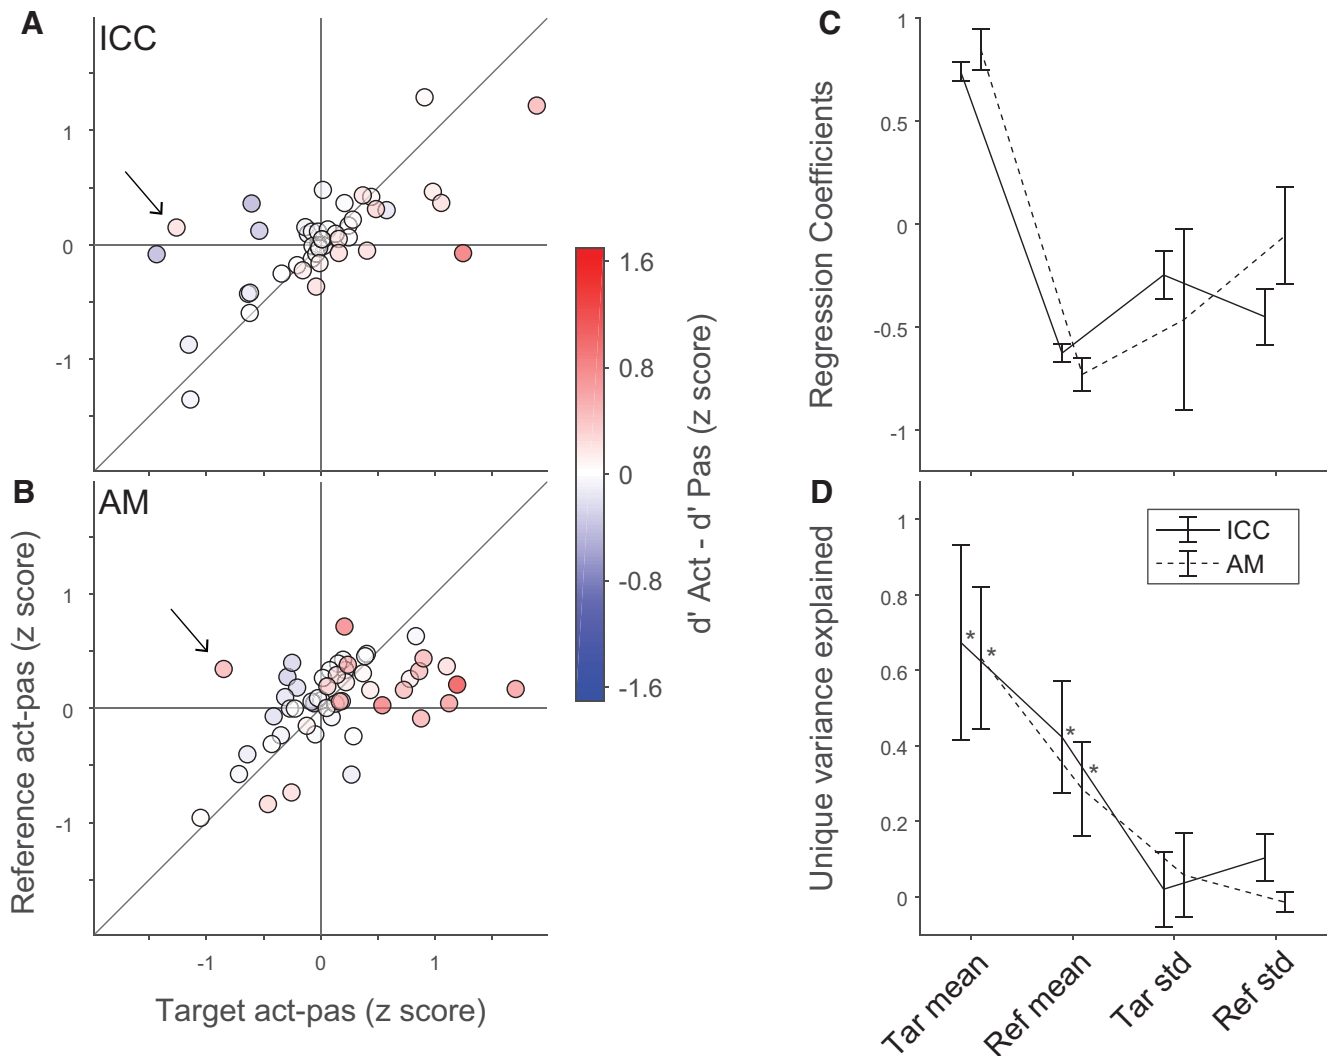 A
ICC
1
0
-1
B
AM
1
0
-1
-1
0
1
Reference act-pas (z score)
Target act-pas (z score)
1.6
0.8
0
-0.8
-1.6
d' Act - d' Pas (z score)
C
1
0.5
0
-0.5
-1
Regression Coefficients
D
1
0.8
0.6
0.4
0.2
0
Unique variance explained
ICC
AM
*
*
*
*
Tar mean
Ref mean
Tar std
Ref std